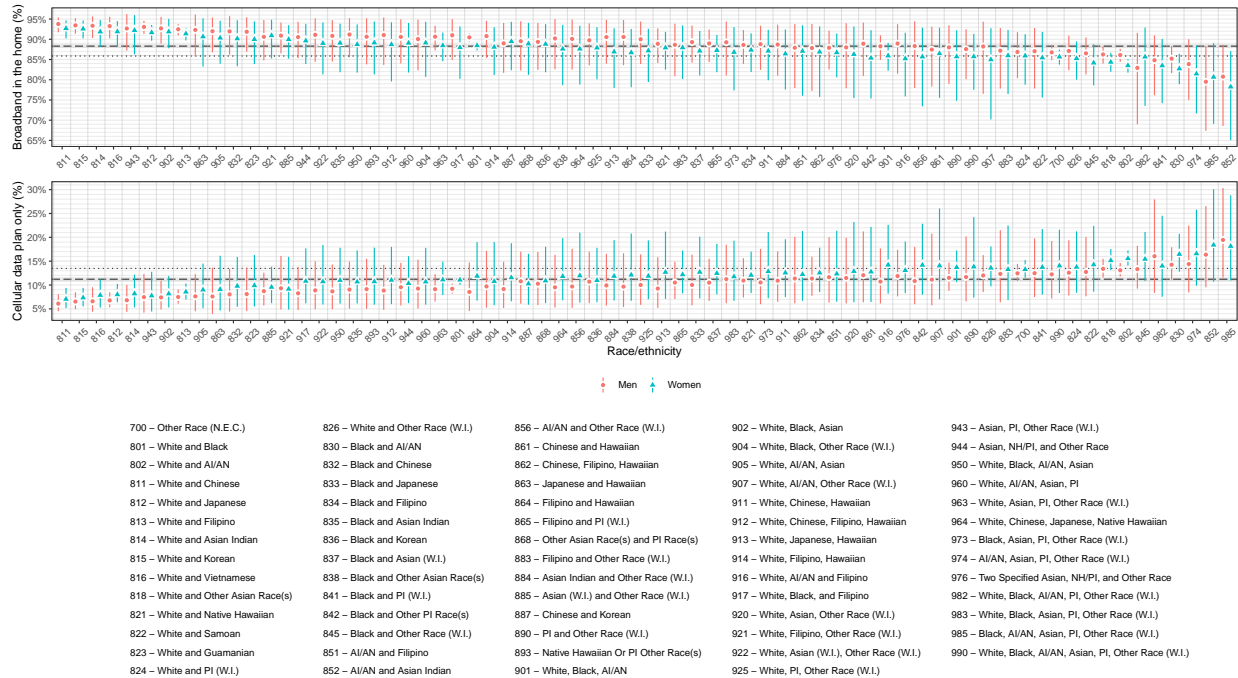 Broadband in the home (%)
95%
90%
85%
80%
75%
70%
65%
811 815 814 816 943 812 902 813 863 905 832 823 921 885 944 922 835 950 893 912 960 904 963 917 801 914 887 868 836 838 964 925 913 864 833 821 983 837 865 973 834 911 884 851 862 976 920 842 901 916 856 861 990 890 907 883 824 822 700 826 845 818 802 982 841 830 974 985 852
Cellular data plan only (%)
30%
25%
20%
15%
10%
5%
811 815 816 812 814 943 902 813 905 863 832 823 885 921 917 922 950 835 893 912 944 960 963 801 864 904 914 887 868 964 856 836 884 838 925 913 865 833 837 983 821 973 911 862 834 851 920 861 916 976 842 907 901 890 826 883 700 841 990 824 822 818 802 845 982 830 974 852 985
Race/ethnicity
Men Women
700 – Other Race (N.E.C.)
801 – White and Black
802 – White and AI/AN
811 – White and Chinese
812 – White and Japanese
813 – White and Filipino
814 – White and Asian Indian
815 – White and Korean
816 – White and Vietnamese
818 – White and Other Asian Race(s)
821 – White and Native Hawaiian
822 – White and Samoan
823 – White and Guamanian
824 – White and PI (W.I.)
826 – White and Other Race (W.I.)
830 – Black and AI/AN
832 – Black and Chinese
833 – Black and Japanese
834 – Black and Filipino
835 – Black and Asian Indian
836 – Black and Korean
837 – Black and Asian (W.I.)
838 – Black and Other Asian Race(s)
841 – Black and PI (W.I.)
842 – Black and Other PI Race(s)
845 – Black and Other Race (W.I.)
851 – AI/AN and Filipino
852 – AI/AN and Asian Indian
856 – AI/AN and Other Race (W.I.)
861 – Chinese and Hawaiian
862 – Chinese, Filipino, Hawaiian
863 – Japanese and Hawaiian
864 – Filipino and Hawaiian
865 – Filipino and PI (W.I.)
868 – Other Asian Race(s) and PI Race(s)
883 – Filipino and Other Race (W.I.)
884 – Asian Indian and Other Race (W.I.)
885 – Asian (W.I.) and Other Race (W.I.)
887 – Chinese and Korean
890 – PI and Other Race (W.I.)
893 – Native Hawaiian Or PI Other Race(s)
901 – White, Black, AI/AN
902 – White, Black, Asian
904 – White, Black, Other Race (W.I.)
905 – White, AI/AN, Asian
907 – White, AI/AN, Other Race (W.I.)
911 – White, Chinese, Hawaiian
912 – White, Chinese, Filipino, Hawaiian
913 – White, Japanese, Hawaiian
914 – White, Filipino, Hawaiian
916 – White, AI/AN and Filipino
917 – White, Black, and Filipino
920 – White, Asian, Other Race (W.I.)
921 – White, Filipino, Other Race (W.I.)
922 – White, Asian (W.I.), Other Race (W.I.)
925 – White, PI, Other Race (W.I.)
943 – Asian, PI, Other Race (W.I.)
944 – Asian, NH/PI, and Other Race
950 – White, Black, AI/AN, Asian
960 – White, AI/AN, Asian, PI
963 – White, Asian, PI, Other Race (W.I.)
964 – White, Chinese, Japanese, Native Hawaiian
973 – Black, Asian, PI, Other Race (W.I.)
974 – AI/AN, Asian, PI, Other Race (W.I.)
976 – Two Specified Asian, NH/PI, and Other Race
982 – White, Black, AI/AN, PI, Other Race (W.I.)
983 – White, Black, Asian, PI, Other Race (W.I.)
985 – Black, AI/AN, Asian, PI, Other Race (W.I.)
990 – White, Black, AI/AN, Asian, PI, Other Race (W.I.)